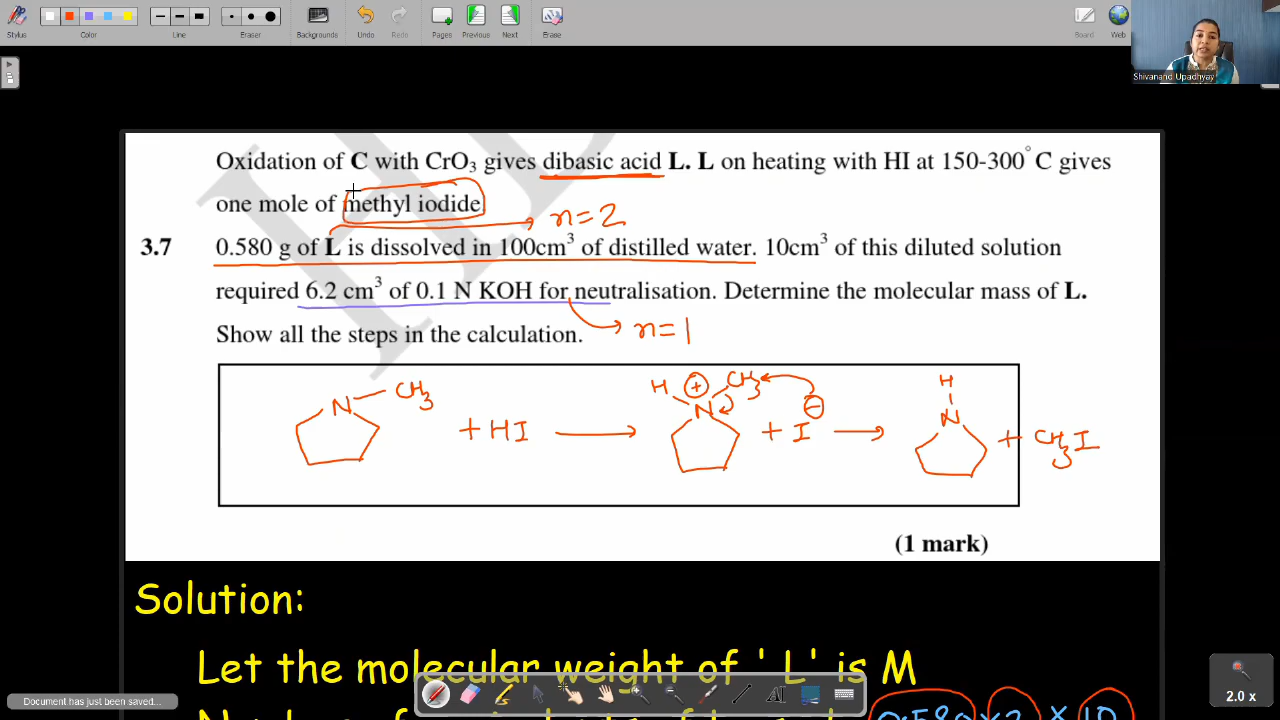 Stylus
Color
Line
Eraser
Backgrounds
Undo
Redo
Pages
Previous
Next
Erase
Board
Web
Shivanand Upadhyay
Oxidation of C with CrO₃ gives dibasic acid L. L on heating with HI at 150-300° C gives
one mole of methyl iodide
n=2
3.7 0.580 g of L is dissolved in 100cm³ of distilled water. 10cm³ of this diluted solution
required 6.2 cm³ of 0.1 N KOH for neutralisation. Determine the molecular mass of L.
Show all the steps in the calculation.
n=1
N CH₃ + HI H ⊕ CH₃ N + I ⊖ H N + CH₃I
(1 mark)
Solution:
Let the molecular weight of ' L' is M
Document has just been saved...
2.0 x